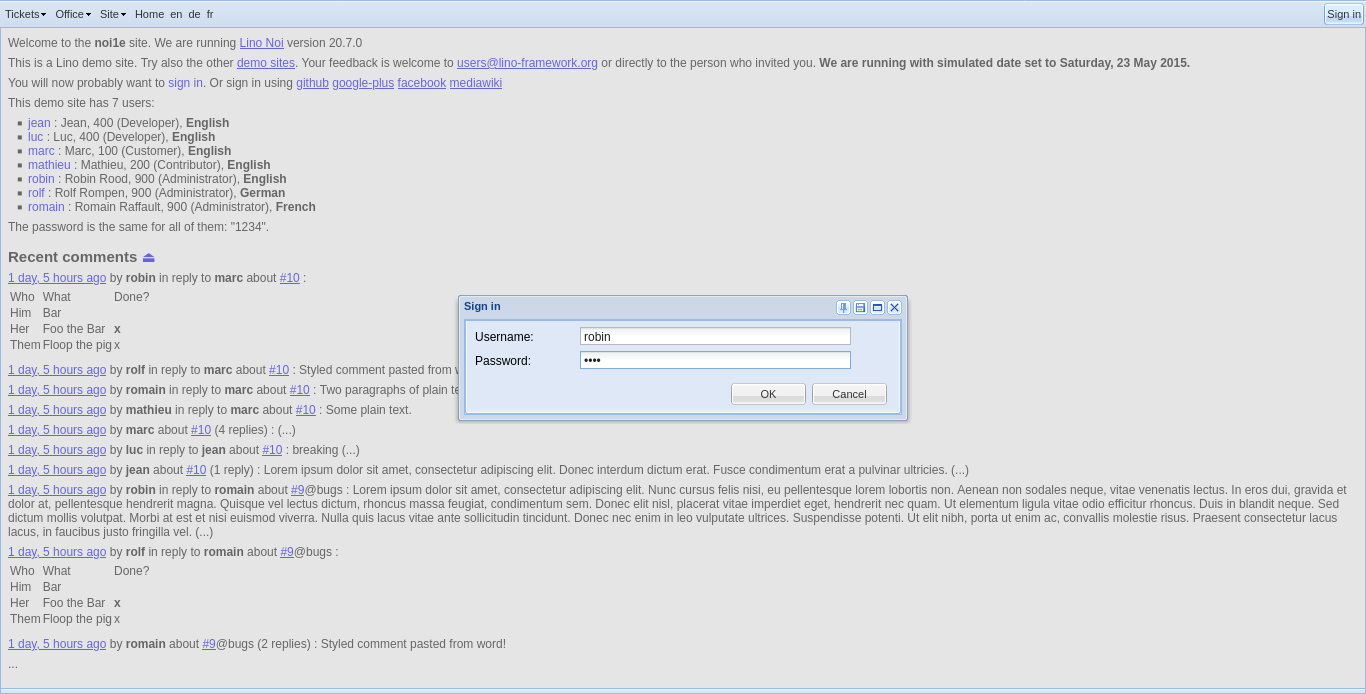 Tickets Office Site Home en de fr Sign in
Welcome to the noi1e site. We are running Lino Noi version 20.7.0
This is a Lino demo site. Try also the other demo sites. Your feedback is welcome to users@lino-framework.org or directly to the person who invited you. We are running with simulated date set to Saturday, 23 May 2015.
You will now probably want to sign in. Or sign in using github google-plus facebook mediawiki
This demo site has 7 users:
jean : Jean, 400 (Developer), English
luc : Luc, 400 (Developer), English
marc : Marc, 100 (Customer), English
mathieu : Mathieu, 200 (Contributor), English
robin : Robin Rood, 900 (Administrator), English
rolf : Rolf Rompen, 900 (Administrator), German
romain : Romain Raffault, 900 (Administrator), French
The password is the same for all of them: "1234".
Recent comments
1 day, 5 hours ago by robin in reply to marc about #10 :
Who What Done?
Him Bar
Her Foo the Bar x
Them Floop the pig x
1 day, 5 hours ago by rolf in reply to marc about #10 : Styled comment pasted from
1 day, 5 hours ago by romain in reply to marc about #10 : Two paragraphs of plain
1 day, 5 hours ago by mathieu in reply to marc about #10 : Some plain text.
1 day, 5 hours ago by marc about #10 (4 replies) : (...)
1 day, 5 hours ago by luc in reply to jean about #10 : breaking (...)
1 day, 5 hours ago by jean about #10 (1 reply) : Lorem ipsum dolor sit amet, consectetur adipiscing elit. Donec interdum dictum erat. Fusce condimentum erat a pulvinar ultricies. (...)
1 day, 5 hours ago by robin in reply to romain about #9@bugs : Lorem ipsum dolor sit amet, consectetur adipiscing elit. Nunc cursus felis nisi, eu pellentesque lorem lobortis non. Aenean non sodales neque, vitae venenatis lectus. In eros dui, gravida et
dolor at, pellentesque hendrerit magna. Quisque vel lectus dictum, rhoncus massa feugiat, condimentum sem. Donec elit nisl, placerat vitae imperdiet eget, hendrerit nec quam. Ut elementum ligula vitae odio efficitur rhoncus. Duis in blandit neque. Sed
dictum mollis volutpat. Morbi at est et nisi euismod viverra. Nulla quis lacus vitae ante sollicitudin tincidunt. Donec nec enim in leo vulputate ultrices. Suspendisse potenti. Ut elit nibh, porta ut enim ac, convallis molestie risus. Praesent consectetur lacus
lacus, in faucibus justo fringilla vel. (...)
1 day, 5 hours ago by rolf in reply to romain about #9@bugs :
Who What Done?
Him Bar
Her Foo the Bar x
Them Floop the pig x
1 day, 5 hours ago by romain about #9@bugs (2 replies) : Styled comment pasted from word!
...
Sign in
Username: robin
Password: ••••
OK Cancel